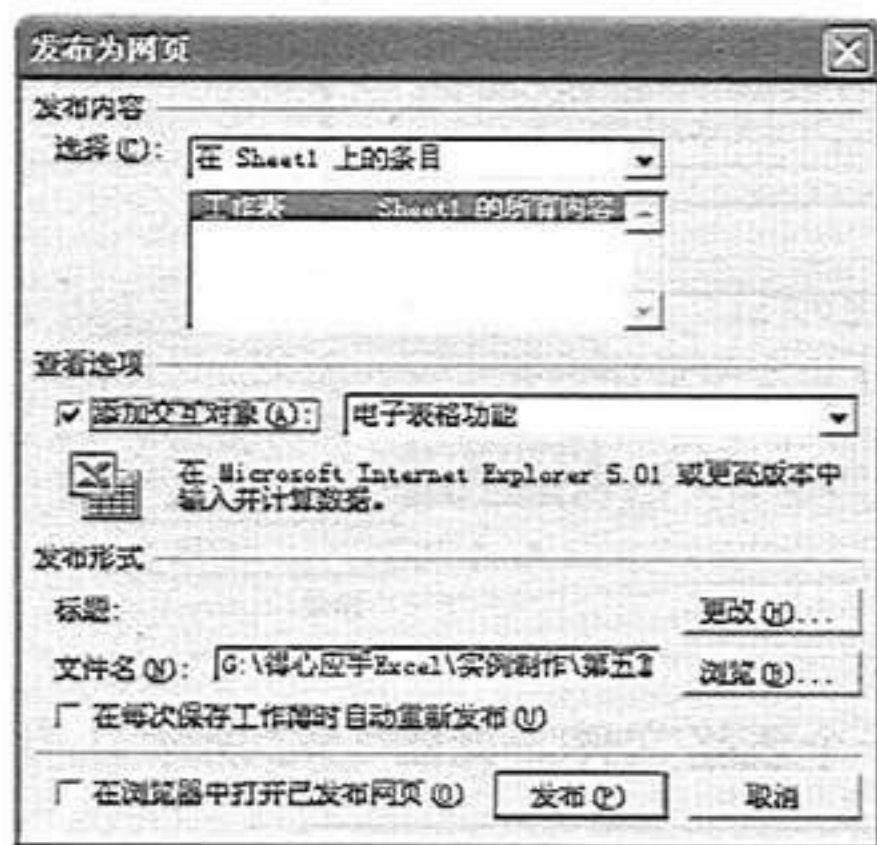 发布为网页
发布内容
选择(C): 在 Sheet1 上的条目
工作表 Sheet1 的所有内容
查看选项
添加交互对象(A): 电子表格功能
在 Microsoft Internet Explorer 5.01 或更高版本中
输入并计算数据。
发布形式
标题: 更改(H)...
文件名(N): G:\得心应手Excel\实例制作\第五章 浏览(B)...
在每次保存工作簿时自动重新发布(U)
在浏览器中打开已发布网页(O) 发布(P) 取消